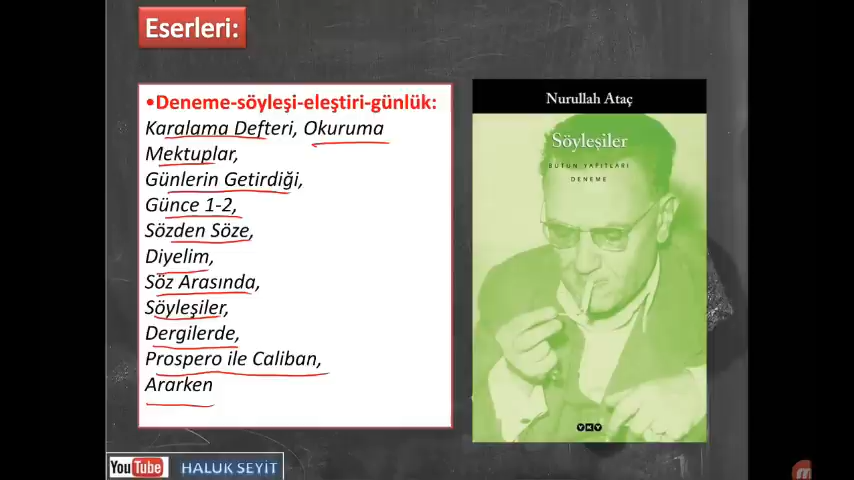 Eserleri:
•Deneme-söyleşi-eleştiri-günlük:
Karalama Defteri, Okuruma
Mektuplar,
Günlerin Getirdiği,
Günce 1-2,
Sözden Söze,
Diyelim,
Söz Arasında,
Söyleşiler,
Dergilerde,
Prospero ile Caliban,
Ararken
Nurullah Ataç
Söyleşiler
BÜTÜN YAPITLARI
DENEME
YKY
YouTube HALUK SEYİT